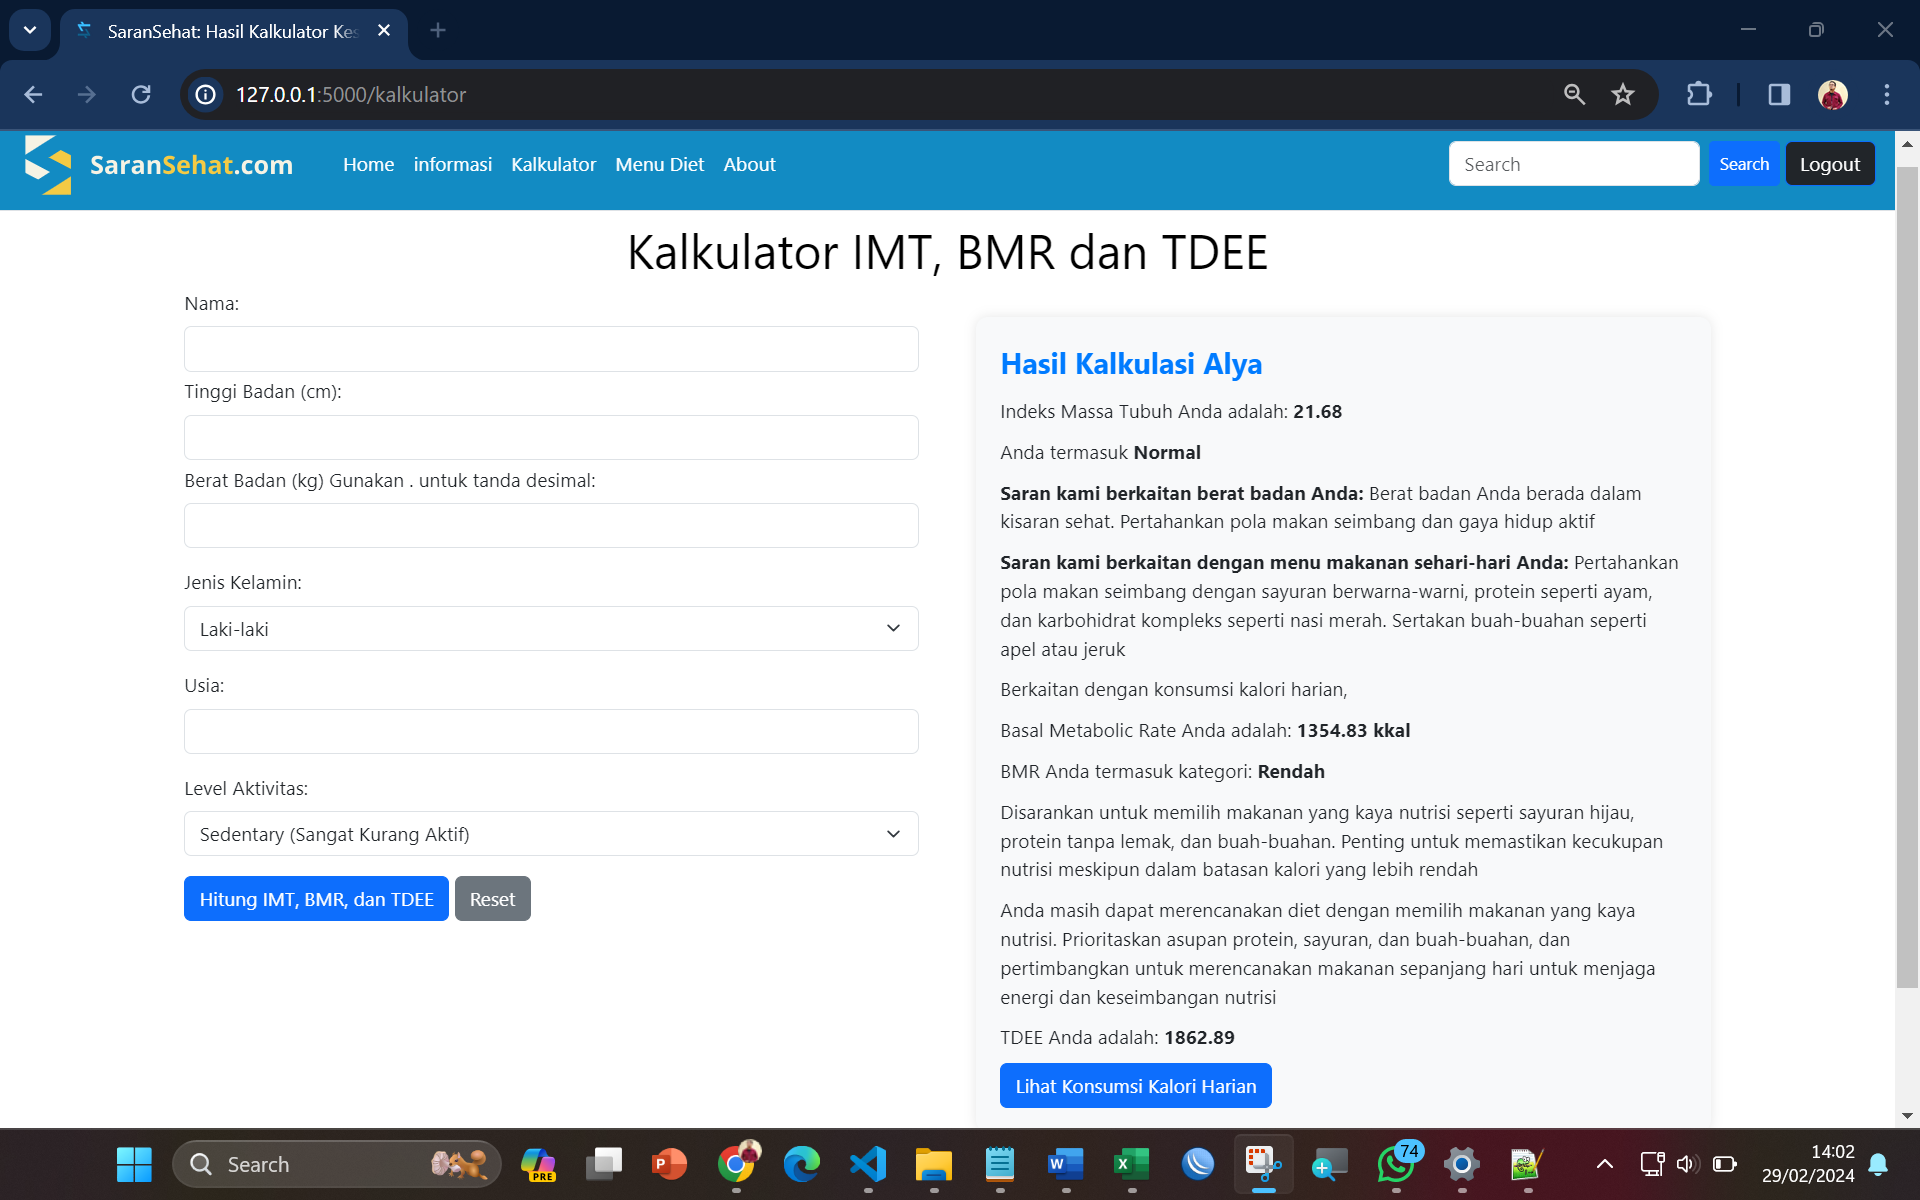 SaranSehat: Hasil Kalkulator Kes
127.0.0.1:5000/kalkulator
SaranSehat.com
Home
informasi
Kalkulator
Menu Diet
About
Search
Search
Logout
Kalkulator IMT, BMR dan TDEE
Nama:
Tinggi Badan (cm):
Berat Badan (kg) Gunakan . untuk tanda desimal:
Jenis Kelamin:
Laki-laki
Usia:
Level Aktivitas:
Sedentary (Sangat Kurang Aktif)
Hitung IMT, BMR, dan TDEE
Reset
Hasil Kalkulasi Alya
Indeks Massa Tubuh Anda adalah: 21.68
Anda termasuk Normal
Saran kami berkaitan berat badan Anda: Berat badan Anda berada dalam
kisaran sehat. Pertahankan pola makan seimbang dan gaya hidup aktif
Saran kami berkaitan dengan menu makanan sehari-hari Anda: Pertahankan
pola makan seimbang dengan sayuran berwarna-warni, protein seperti ayam,
dan karbohidrat kompleks seperti nasi merah. Sertakan buah-buahan seperti
apel atau jeruk
Berkaitan dengan konsumsi kalori harian,
Basal Metabolic Rate Anda adalah: 1354.83 kkal
BMR Anda termasuk kategori: Rendah
Disarankan untuk memilih makanan yang kaya nutrisi seperti sayuran hijau,
protein tanpa lemak, dan buah-buahan. Penting untuk memastikan kecukupan
nutrisi meskipun dalam batasan kalori yang lebih rendah
Anda masih dapat merencanakan diet dengan memilih makanan yang kaya
nutrisi. Prioritaskan asupan protein, sayuran, dan buah-buahan, dan
pertimbangkan untuk merencanakan makanan sepanjang hari untuk menjaga
energi dan keseimbangan nutrisi
TDEE Anda adalah: 1862.89
Lihat Konsumsi Kalori Harian
Search
PRE
74
14:02
29/02/2024